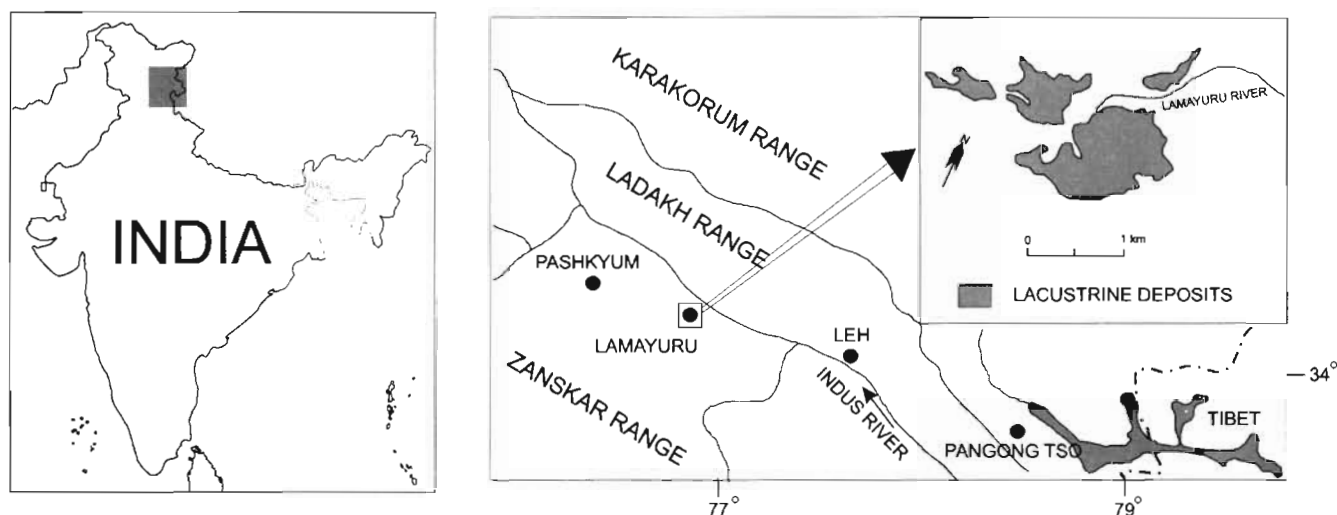 INDIA
KARAKORUM RANGE
LADAKH RANGE
PASHKYUM
LAMAYURU
ZANSKAR RANGE
LEH
INDUS RIVER
PANGONG TSO
TIBET
34°
77°
79°
LAMAYURU RIVER
N
0 1 km
LACUSTRINE DEPOSITS